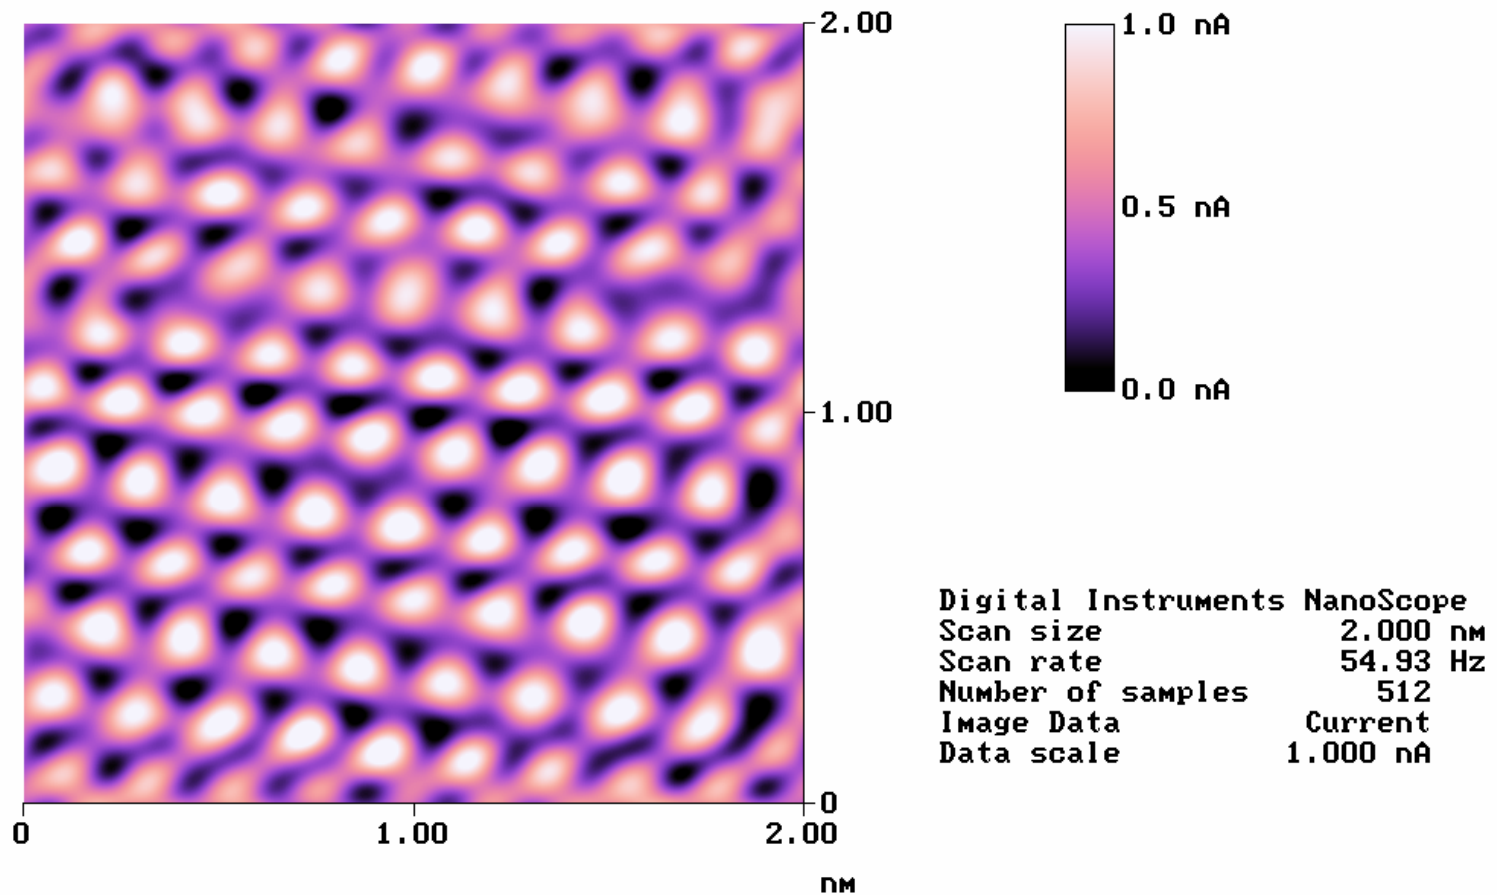 2.00
1.0 nA
0.5 nA
0.0 nA
1.00
Digital Instruments NanoScope
Scan size 2.000 nm
Scan rate 54.93 Hz
Number of samples 512
Image Data Current
Data scale 1.000 nA
0
0 1.00 2.00
nm